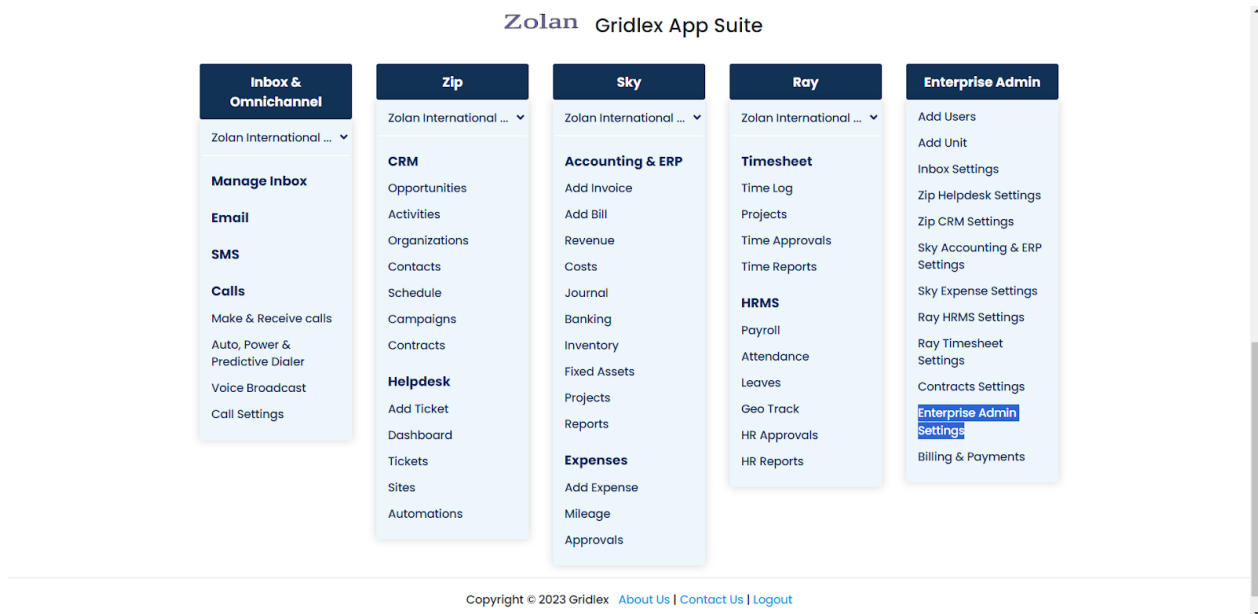 Zolan Gridlex App Suite
Inbox &
Omnichannel
Zolan International ...
Manage Inbox
Email
SMS
Calls
Make & Receive calls
Auto, Power &
Predictive Dialer
Voice Broadcast
Call Settings
Zip
Zolan International ...
CRM
Opportunities
Activities
Organizations
Contacts
Schedule
Campaigns
Contracts
Helpdesk
Add Ticket
Dashboard
Tickets
Sites
Automations
Sky
Zolan International ...
Accounting & ERP
Add Invoice
Add Bill
Revenue
Costs
Journal
Banking
Inventory
Fixed Assets
Projects
Reports
Expenses
Add Expense
Mileage
Approvals
Ray
Zolan International ...
Timesheet
Time Log
Projects
Time Approvals
Time Reports
HRMS
Payroll
Attendance
Leaves
Geo Track
HR Approvals
HR Reports
Enterprise Admin
Add Users
Add Unit
Inbox Settings
Zip Helpdesk Settings
Zip CRM Settings
Sky Accounting & ERP
Settings
Sky Expense Settings
Ray HRMS Settings
Ray Timesheet
Settings
Contracts Settings
Enterprise Admin
Settings
Billing & Payments
Copyright © 2023 Gridlex About Us | Contact Us | Logout